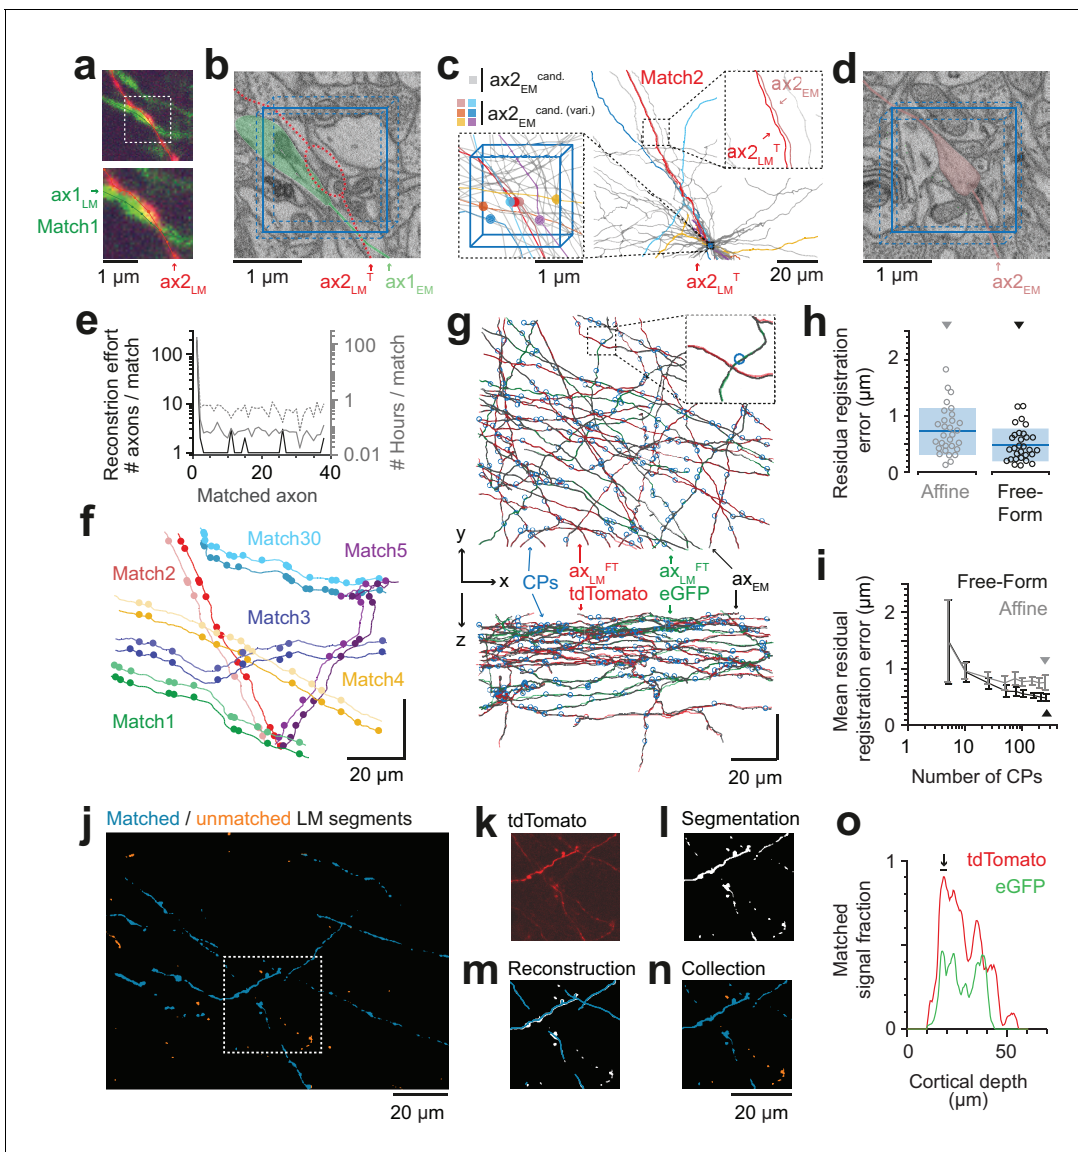 a
ax1LM
Match1
1 µm
ax2LM
b
1 µm
ax2LM T
ax1EM
c
ax2EM cand.
ax2EM cand. (vari.)
Match2
ax2EM
ax2LM T
1 µm
ax2LM T
20 µm
d
1 µm
ax2EM
e
Reconstrion effort
# axons / match
100
10
1
100
1
0.01
# Hours / match
0
20
40
Matched axon
f
Match30
Match5
Match2
Match3
Match4
Match1
20 µm
g
y
x
z
CPs
axLM FT
tdTomato
axLM FT
eGFP
axEM
20 µm
h
Residua registration
error (µm)
2
1
0
Affine
Free-
Form
i
Free-Form
Affine
Mean residual
registration error (µm)
2
1
0
1
10
100
Number of CPs
j
Matched / unmatched LM segments
20 µm
k
tdTomato
l
Segmentation
m
Reconstruction
n
Collection
20 µm
o
tdTomato
eGFP
Matched
signal fraction
1
0
0
50
Cortical depth
(µm)